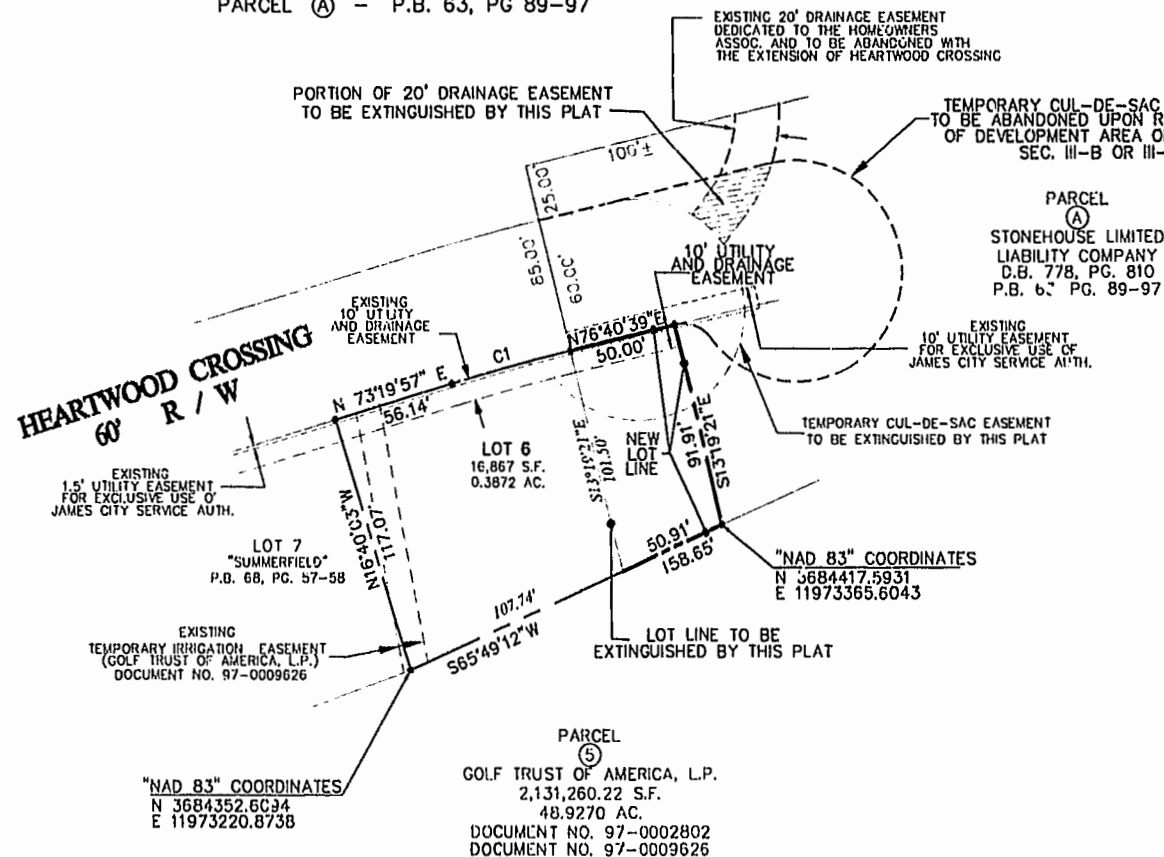 PARCEL Ⓐ – P.B. 63, PG 89–97
EXISTING 20' DRAINAGE EASEMENT
DEDICATED TO THE HOMEOWNERS
ASSOC. AND TO BE ABANDONED WITH
THE EXTENSION OF HEARTWOOD CROSSING
PORTION OF 20' DRAINAGE EASEMENT
TO BE EXTINGUISHED BY THIS PLAT
TEMPORARY CUL-DE-SAC
TO BE ABANDONED UPON R
OF DEVELOPMENT AREA O
SEC. III-B OR III-
100'±
25.00'
85.00'
60.00'
PARCEL
Ⓐ
STONEHOUSE LIMITED
LIABILITY COMPANY
D.B. 778, PG. 810
P.B. PG. 89-97
10' UTILITY
AND DRAINAGE
EASEMENT
EXISTING
10' UTILITY
AND DRAINAGE
EASEMENT
EXISTING
10' UTILITY EASEMENT
FOR EXCLUSIVE USE OF
JAMES CITY SERVICE AUTH.
HEARTWOOD CROSSING
60' R / W
N 73°19'57" E
56.14'
C1
N76°40'39"E
50.00'
TEMPORARY CUL-DE-SAC EASEMENT
TO BE EXTINGUISHED BY THIS PLAT
LOT 6
16,867 S.F.
0.3872 AC.
S13°19'21"E
101.50'
NEW
LOT
LINE
S13°19'21"E
91.91'
EXISTING
1.5' UTILITY EASEMENT
FOR EXCLUSIVE USE O'
JAMES CITY SERVICE AUTH.
N16°40'03"W
117.07'
LOT 7
"SUMMERFIELD"
P.B. 68, PG. 57-58
50.91'
158.65'
"NAD 83" COORDINATES
N 3684417.5931
E 11973365.6043
107.74'
S65°49'12"W
LOT LINE TO BE
EXTINGUISHED BY THIS PLAT
EXISTING
TEMPORARY IRRIGATION EASEMENT
(GOLF TRUST OF AMERICA, L.P.)
DOCUMENT NO. 97-0009626
"NAD 83" COORDINATES
N 3684352.6094
E 11973220.8738
PARCEL
⑤
GOLF TRUST OF AMERICA, L.P.
2,131,260.22 S.F.
48.9270 AC.
DOCUMENT NO. 97-0002802
DOCUMENT NO. 97-0009626